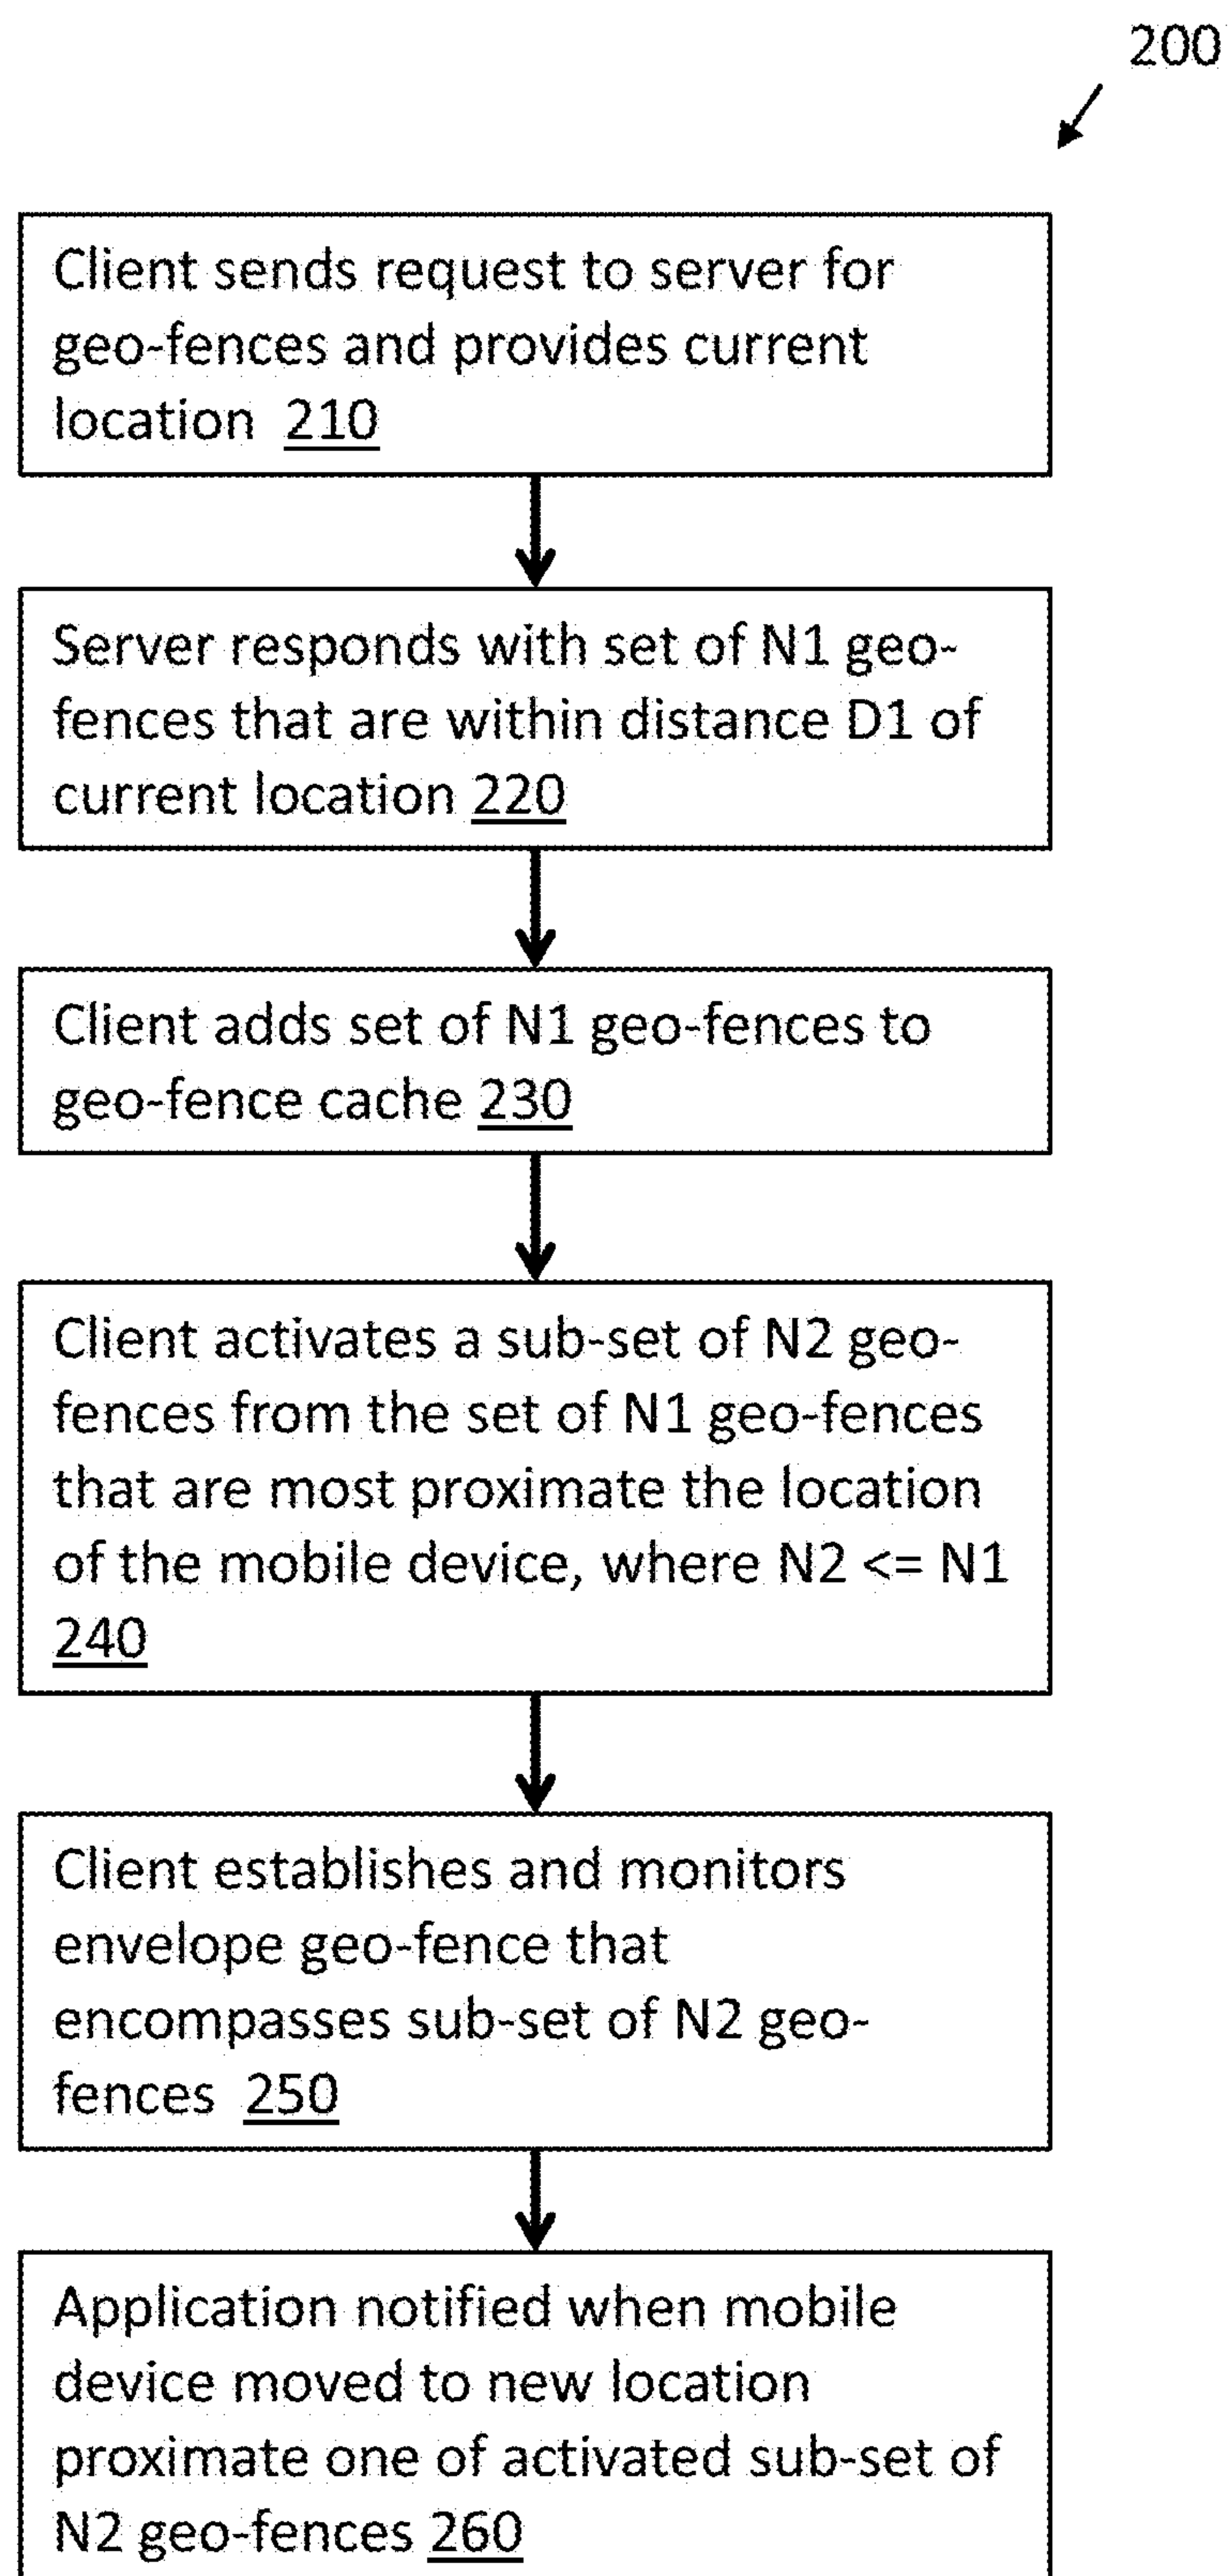 200
Client sends request to server for
geo-fences and provides current
location 210
Server responds with set of N1 geo-
fences that are within distance D1 of
current location 220
Client adds set of N1 geo-fences to
geo-fence cache 230
Client activates a sub-set of N2 geo-
fences from the set of N1 geo-fences
that are most proximate the location
of the mobile device, where N2 <= N1
240
Client establishes and monitors
envelope geo-fence that
encompasses sub-set of N2 geo-
fences 250
Application notified when mobile
device moved to new location
proximate one of activated sub-set of
N2 geo-fences 260